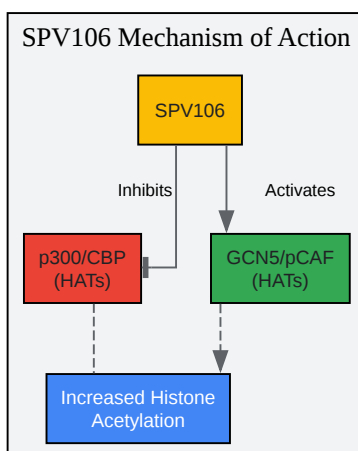 SPV106 Mechanism of Action
SPV106
Inhibits
Activates
p300/CBP
(HATs)
GCN5/pCAF
(HATs)
Increased Histone
Acetylation